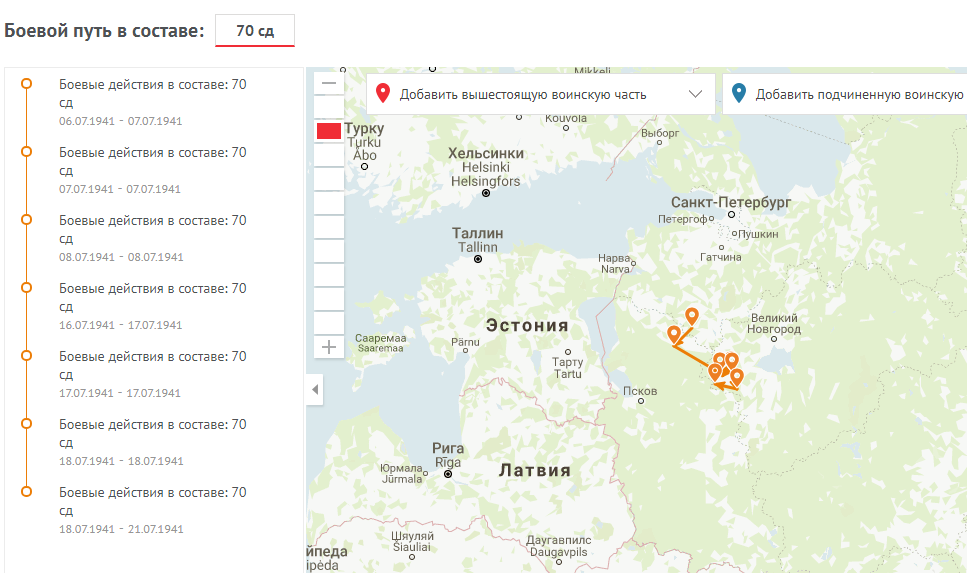 Боевой путь в составе:
70 сд
Боевые действия в составе: 70
сд
06.07.1941 - 07.07.1941
Боевые действия в составе: 70
сд
07.07.1941 - 07.07.1941
Боевые действия в составе: 70
сд
08.07.1941 - 08.07.1941
Боевые действия в составе: 70
сд
16.07.1941 - 17.07.1941
Боевые действия в составе: 70
сд
17.07.1941 - 17.07.1941
Боевые действия в составе: 70
сд
18.07.1941 - 18.07.1941
Боевые действия в составе: 70
сд
18.07.1941 - 21.07.1941
Mikkeli
Добавить вышестоящую воинскую часть
Добавить подчиненную воинскую
Kouvola
Турку
Turku
Åbo
Выборг
Хельсинки
Helsinki
Helsingfors
Санкт-Петербург
Петергоф
Пушкин
Таллин
Tallinn
Гатчина
Нарва
Narva
Великий
Новгород
Эстония
Сааремаа
Saaremaa
Pärnu
Тарту
Tartu
Псков
Рига
Rīga
Юрмала
Jūrmala
Латвия
Шяуляй
Šiauliai
Даугавпилс
Daugavpils
йпеда
ipėda